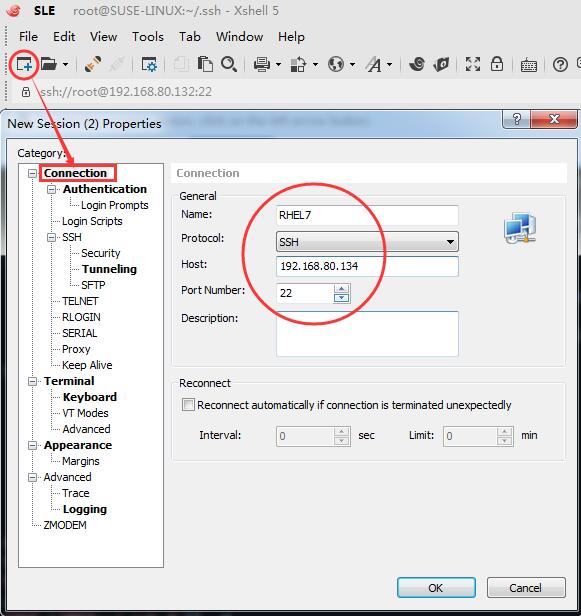 SLE root@SUSE-LINUX:~/.ssh - Xshell 5
File Edit View Tools Tab Window Help
ssh://root@192.168.80.132:22
New Session (2) Properties
Category:
Connection
Authentication
Login Prompts
Login Scripts
SSH
Security
Tunneling
SFTP
TELNET
RLOGIN
SERIAL
Proxy
Keep Alive
Terminal
Keyboard
VT Modes
Advanced
Appearance
Margins
Advanced
Trace
Logging
ZMODEM
Connection
General
Name: RHEL7
Protocol: SSH
Host: 192.168.80.134
Port Number: 22
Description:
Reconnect
Reconnect automatically if connection is terminated unexpectedly
Interval: 0 sec Limit: 0 min
OK Cancel